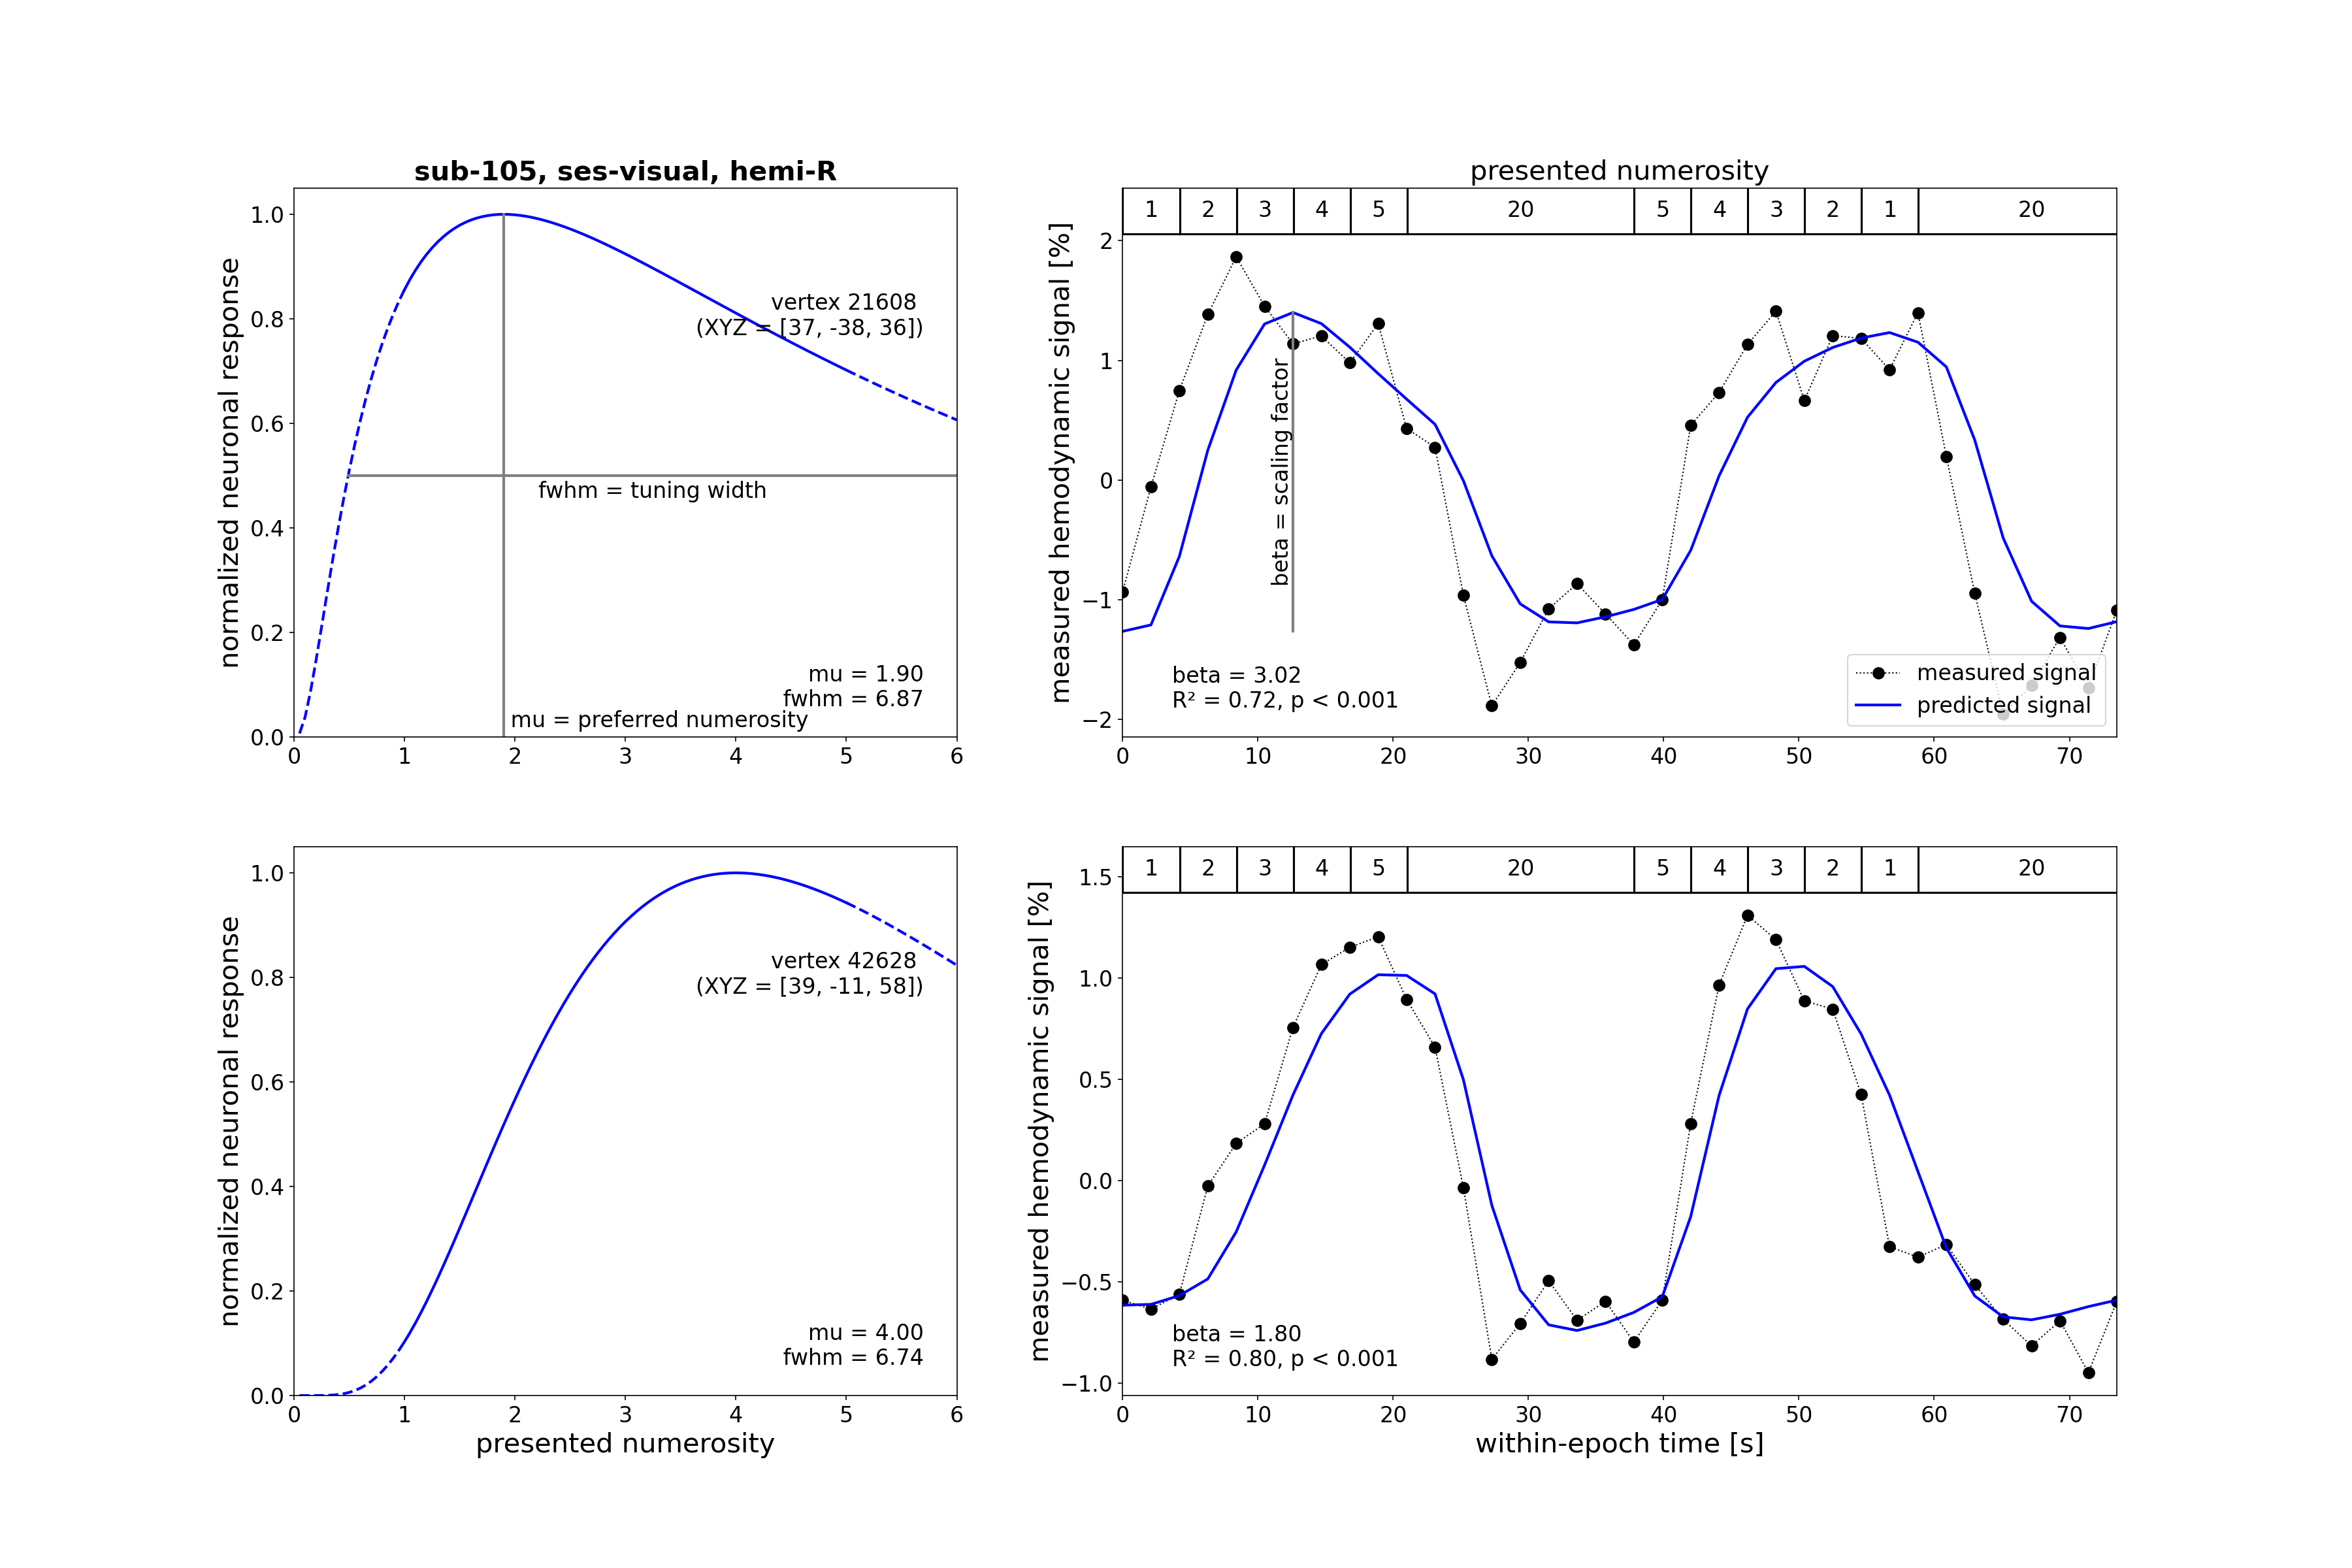 sub-105, ses-visual, hemi-R
normalized neuronal response
1.0
0.8
0.6
0.4
0.2
0.0
vertex 21608
(XYZ = [37, -38, 36])
fwhm = tuning width
mu = 1.90
fwhm = 6.87
mu = preferred numerosity
0 1 2 3 4 5 6
presented numerosity
1 2 3 4 5 20 5 4 3 2 1 20
measured hemodynamic signal [%]
2
1
0
−1
−2
beta = scaling factor
beta = 3.02
R² = 0.72, p < 0.001
measured signal
predicted signal
0 10 20 30 40 50 60 70
normalized neuronal response
1.0
0.8
0.6
0.4
0.2
0.0
vertex 42628
(XYZ = [39, -11, 58])
mu = 4.00
fwhm = 6.74
0 1 2 3 4 5 6
presented numerosity
1 2 3 4 5 20 5 4 3 2 1 20
measured hemodynamic signal [%]
1.5
1.0
0.5
0.0
−0.5
−1.0
beta = 1.80
R² = 0.80, p < 0.001
0 10 20 30 40 50 60 70
within-epoch time [s]